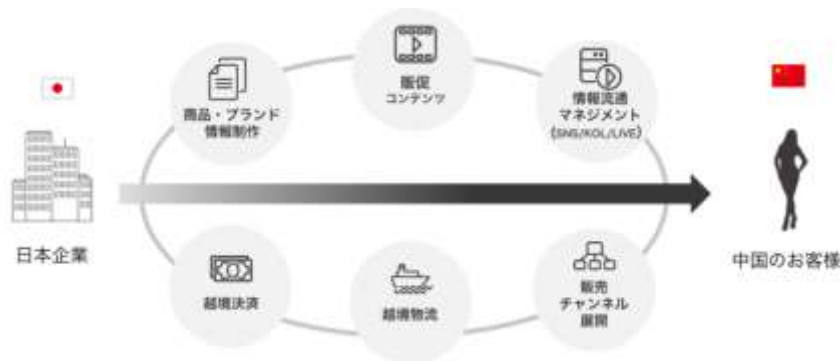 商品・ブランド
情報制作
販促
コンテンツ
情報流通
マネジメント
(SNS/KOL/LIVE)
日本企業
中国のお客様
越境決済
越境物流
販売
チャンネル
展開